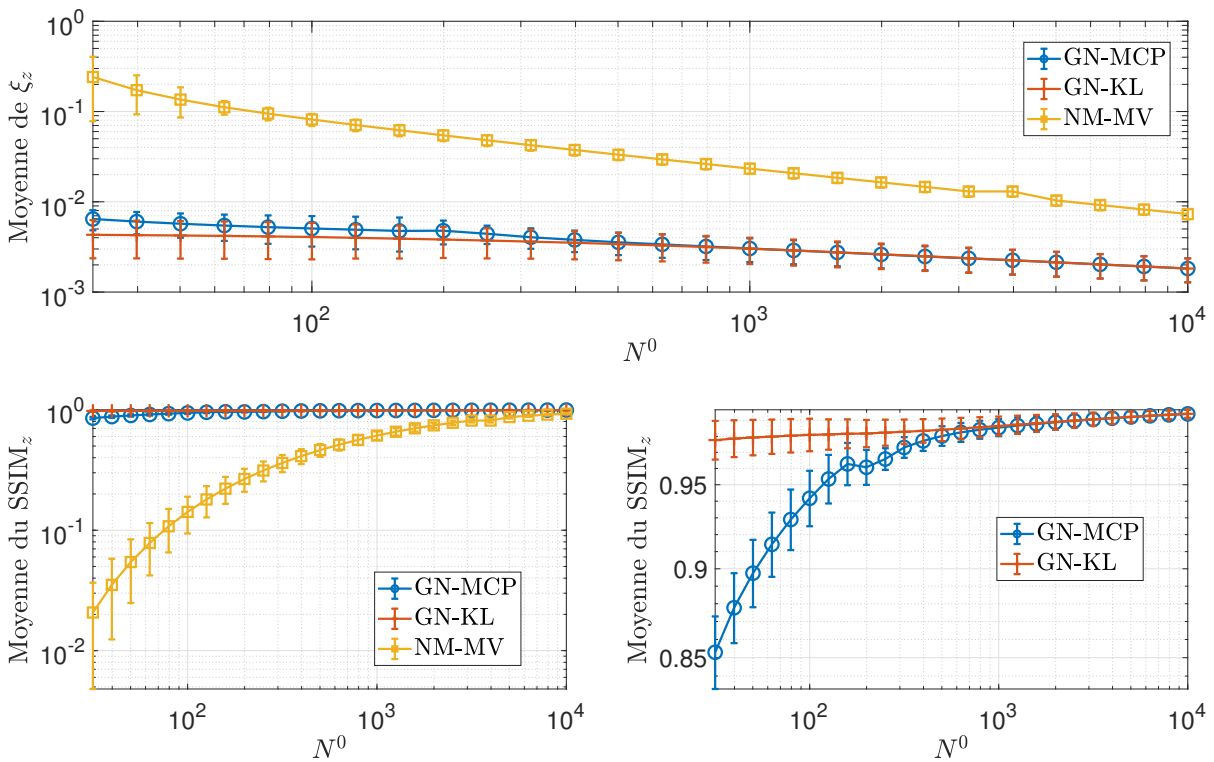 10^0
10^-1
10^-2
10^-3
Moyenne de ξ_z
GN-MCP
GN-KL
NM-MV
10^2
10^3
10^4
N^0
10^0
10^-1
10^-2
Moyenne du SSIM_z
GN-MCP
GN-KL
NM-MV
10^2
10^3
10^4
N^0
0.95
0.9
0.85
Moyenne du SSIM_z
GN-MCP
GN-KL
10^2
10^3
10^4
N^0